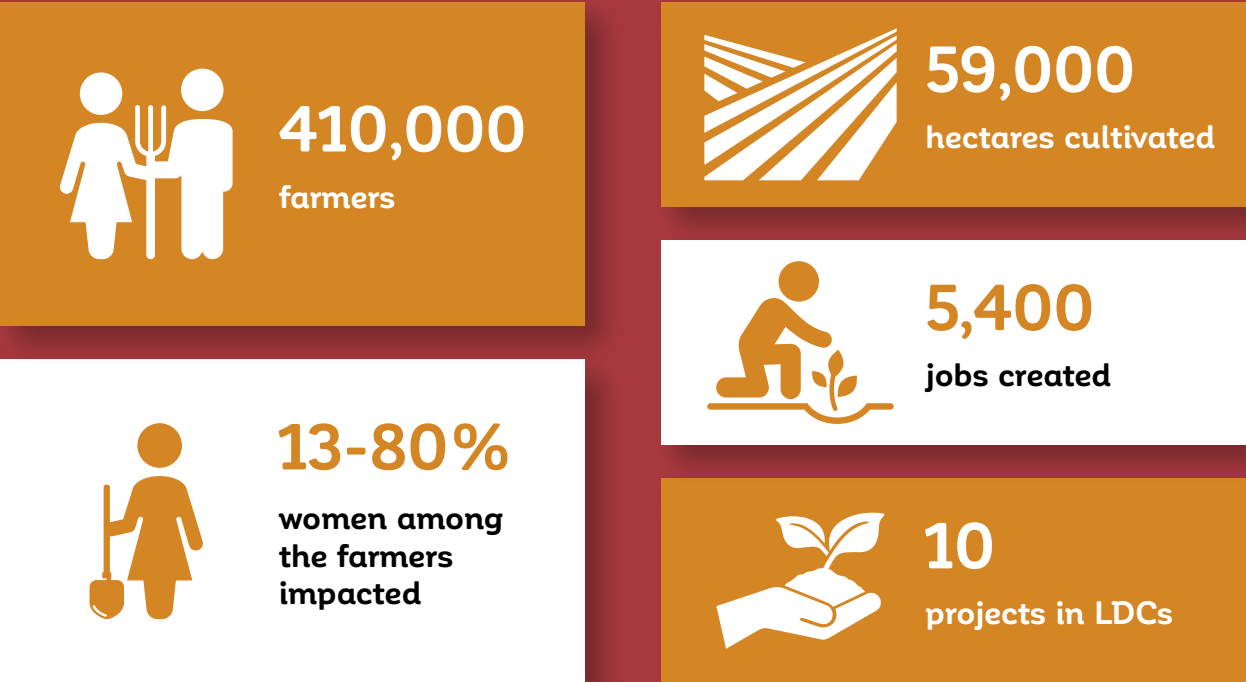 410,000
farmers
13-80%
women among
the farmers
impacted
59,000
hectares cultivated
5,400
jobs created
10
projects in LDCs